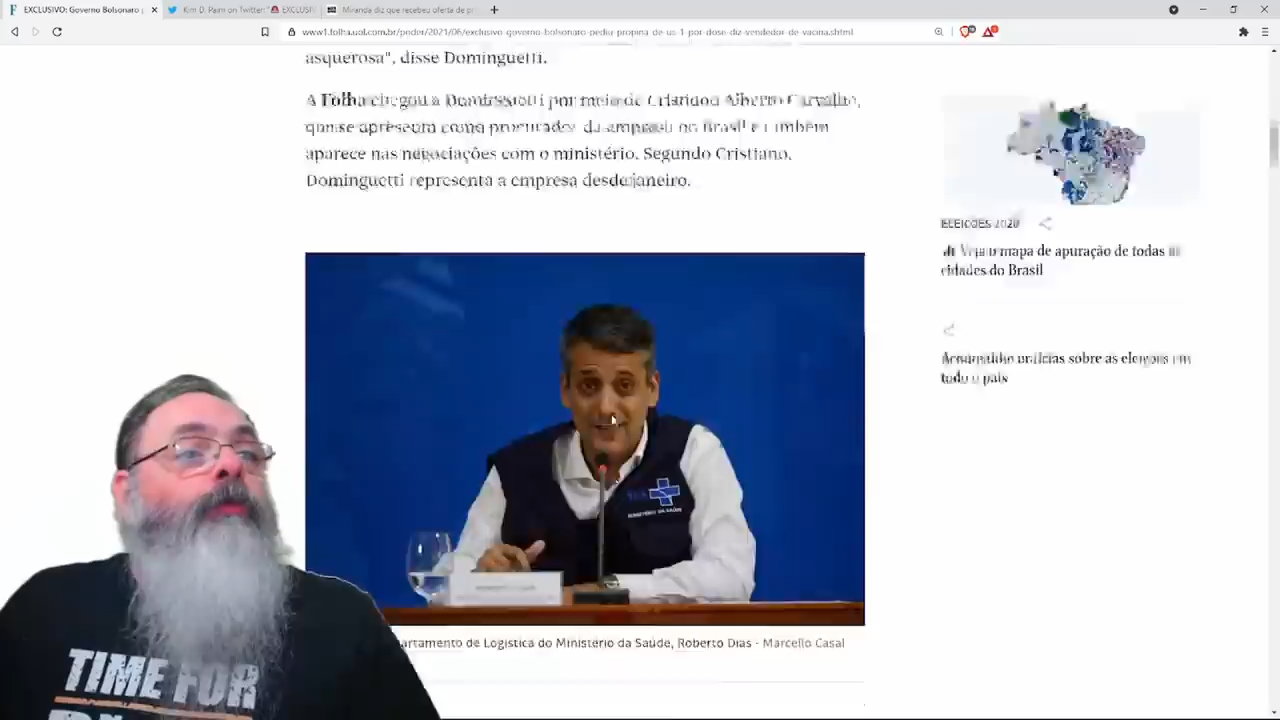 EXCLUSIVO: Governo Bolsonaro
Kim D. Paim on Twitter: "🚨 EXCLUSI
Miranda diz que recebeu oferta de pr
www1.folha.uol.com.br/poder/2021/06/exclusivo-governo-bolsonaro-pediu-propina-de-us-1-por-dose-diz-vendedor-de-vacina.shtml
asquerosa", disse Dominguetti.
A Folha chegou a Dominguetti por meio de Cristiano Alberto Carvalho,
que se apresenta como procurador da empresa no Brasil e também
aparece nas negociações com o ministério. Segundo Cristiano,
Dominguetti representa a empresa desde janeiro.
ELEIÇÕES 2020
Veja o mapa de apuração de todas
cidades do Brasil
Acompanhe notícias sobre as eleições em
todo o país
MINISTÉRIO DA SAÚDE
artamento de Logística do Ministério da Saúde, Roberto Dias - Marcello Casal
TIME FOR